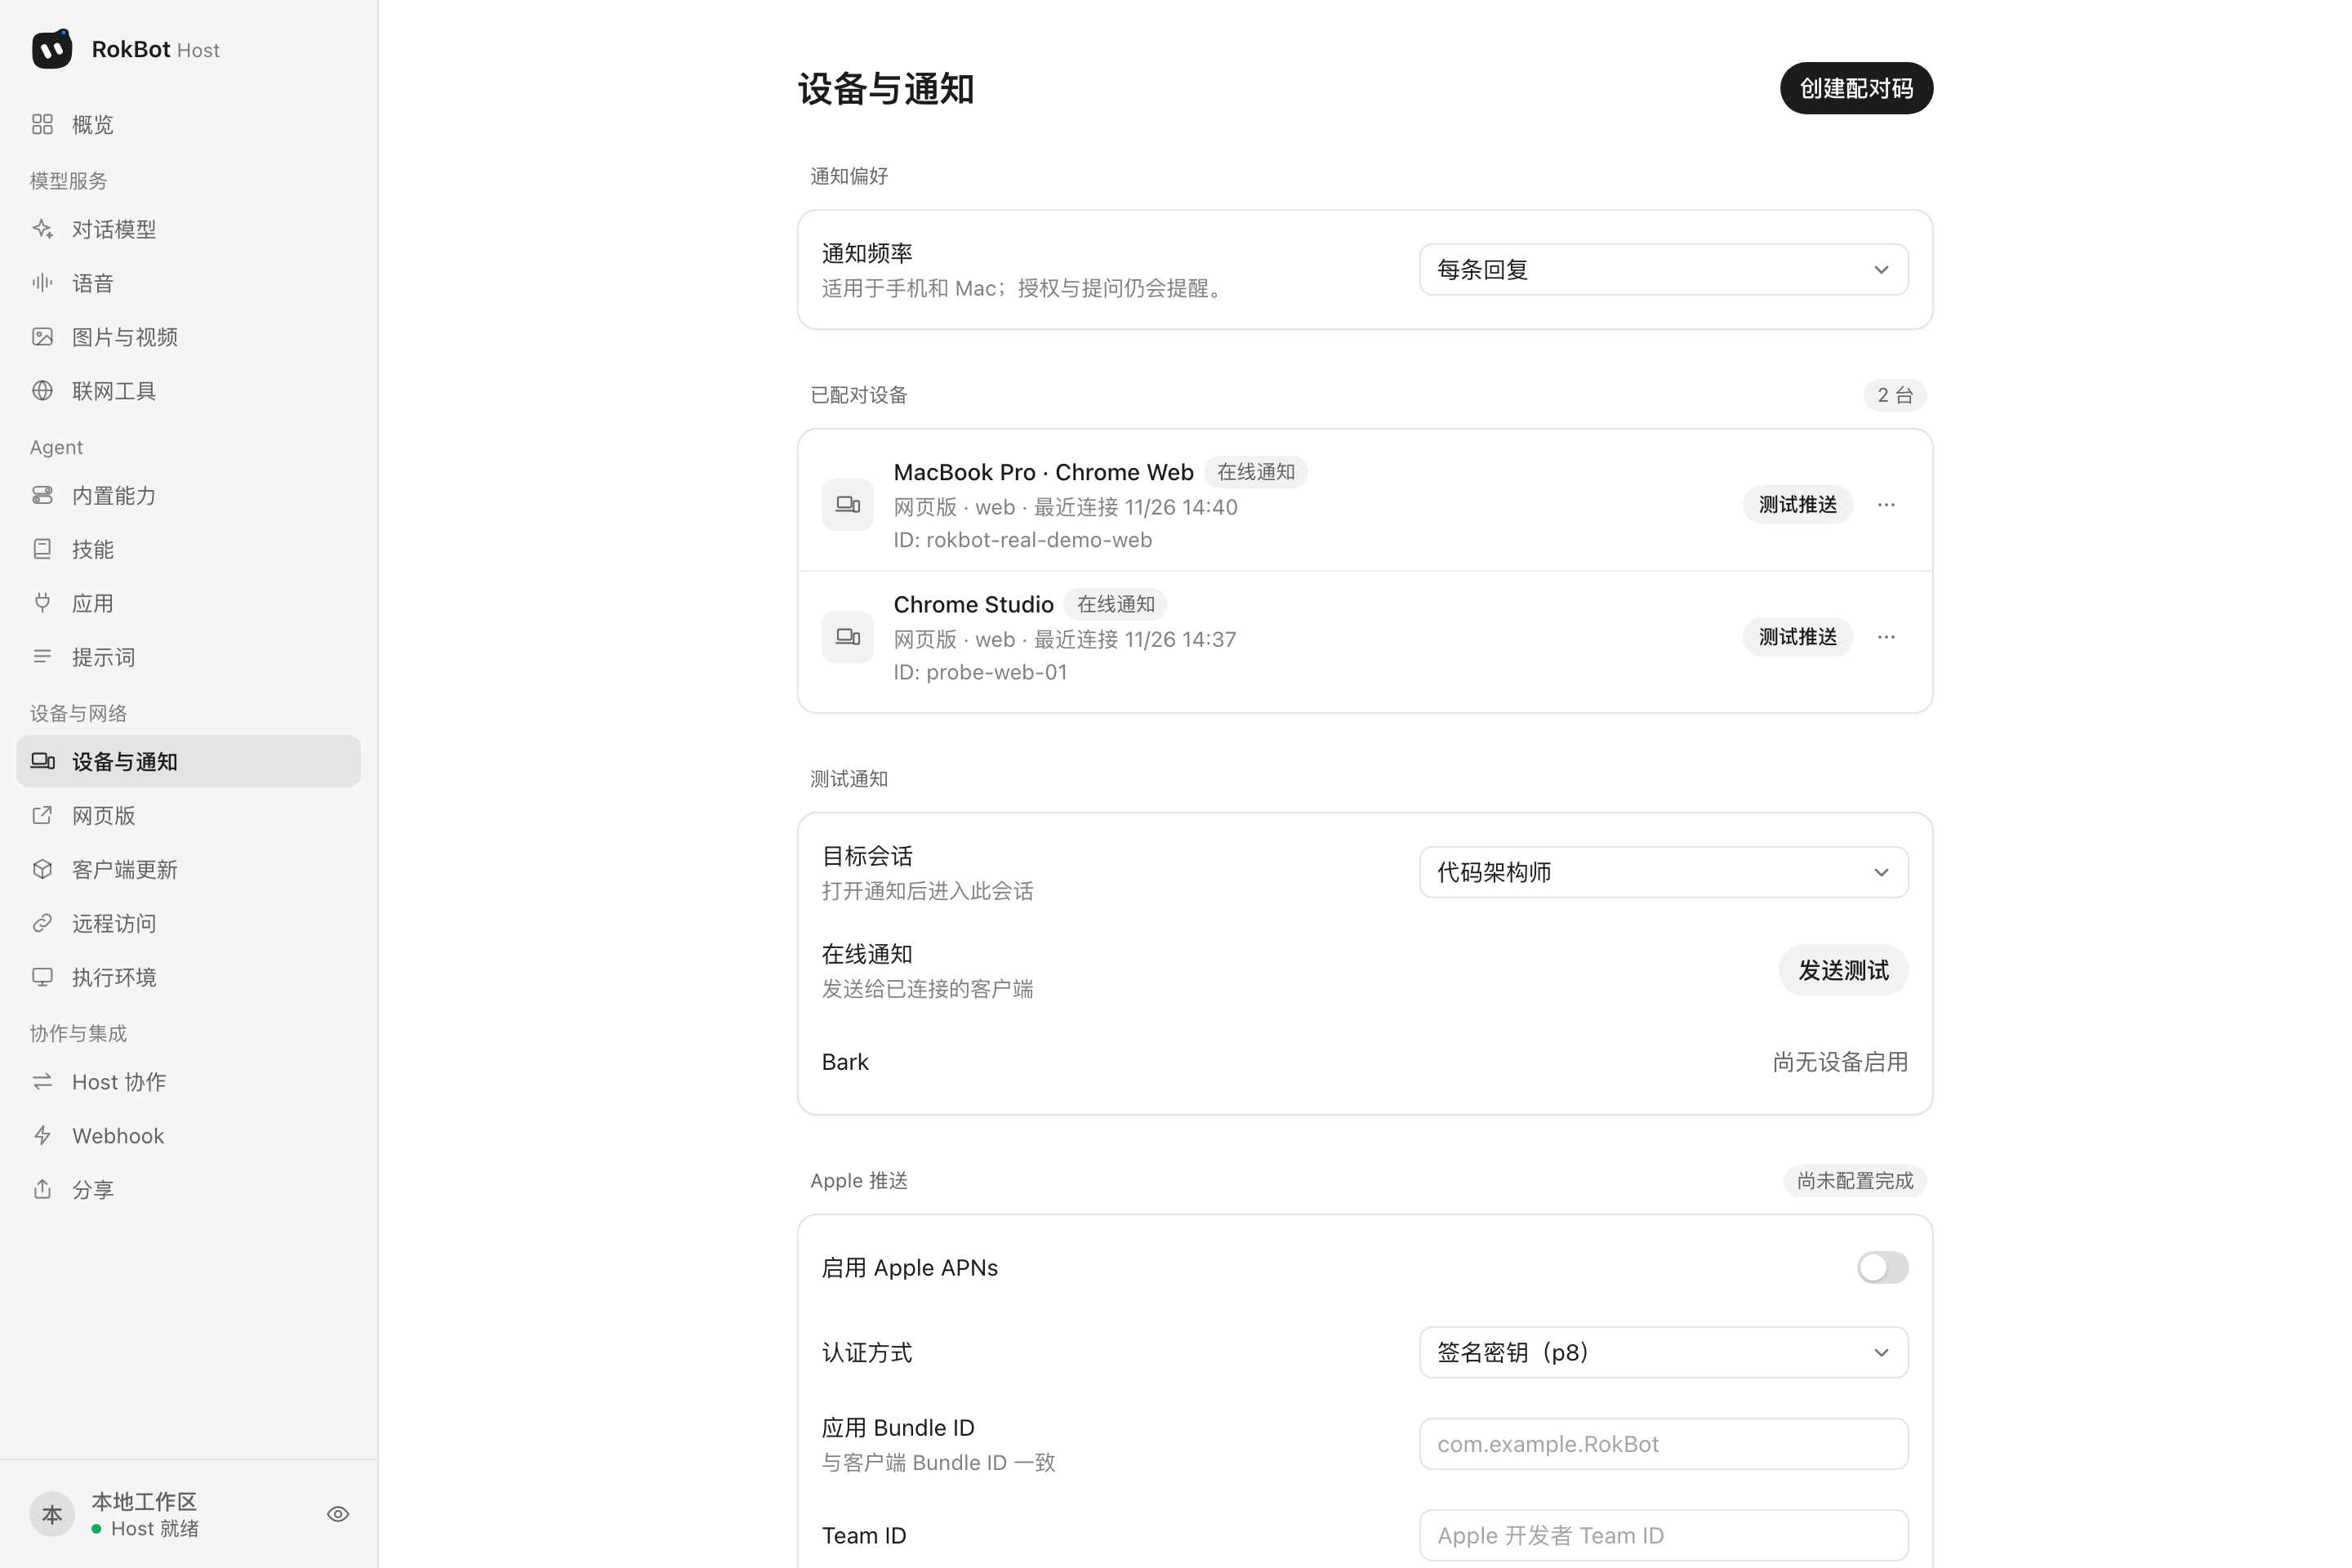 RokBot Host
概览
模型服务
对话模型
语音
图片与视频
联网工具
Agent
内置能力
技能
应用
提示词
设备与网络
设备与通知
网页版
客户端更新
远程访问
执行环境
协作与集成
Host 协作
Webhook
分享
本
本地工作区
Host 就绪
设备与通知
创建配对码
通知偏好
通知频率
适用于手机和 Mac；授权与提问仍会提醒。
每条回复
已配对设备
2 台
MacBook Pro · Chrome Web 在线通知
网页版 · web · 最近连接 11/26 14:40
ID: rokbot-real-demo-web
测试推送
Chrome Studio 在线通知
网页版 · web · 最近连接 11/26 14:37
ID: probe-web-01
测试推送
测试通知
目标会话
打开通知后进入此会话
代码架构师
在线通知
发送给已连接的客户端
发送测试
Bark
尚无设备启用
Apple 推送
尚未配置完成
启用 Apple APNs
认证方式
签名密钥（p8）
应用 Bundle ID
与客户端 Bundle ID 一致
com.example.RokBot
Team ID
Apple 开发者 Team ID